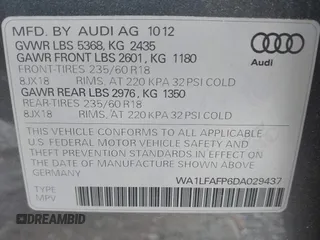 MFD. BY AUDI AG 10 12
GVWR LBS 5368, KG 2435
GAWR FRONT LBS 2601, KG 1180
FRONT-TIRES 235/60 R18
8JX18 RIMS, AT 220 KPA 32 PSI COLD
GAWR REAR LBS 2976, KG 1350
REAR-TIRES 235/60 R18
8JX18 RIMS, AT 220 KPA 32 PSI COLD
Audi
THIS VEHICLE CONFORMS TO ALL APPLICABLE
U.S. FEDERAL MOTOR VEHICLE SAFETY AND
THEFT PREVENTION STANDARDS IN EFFECT
ON THE DATE OF MANUFACTURE SHOWN ABOVE
GERMANY
WA1LFAFP6DA029437
TYPE:
MPV
DREAMBID